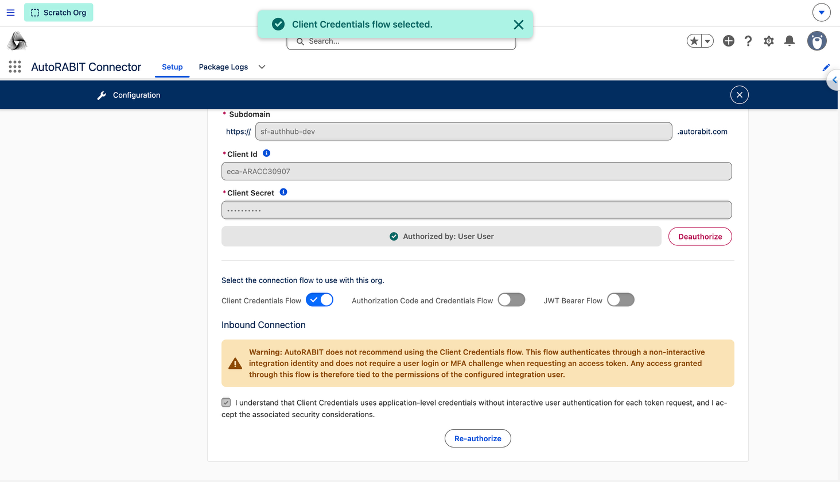 Scratch Org
Client Credentials flow selected.
Search...
AutoRABIT Connector
Setup
Package Logs
Configuration
* Subdomain
https://
sf-authhub-dev
.autorabit.com
* Client Id
eca-ARACC30907
* Client Secret
••••••••••
Authorized by: User User
Deauthorize
Select the connection flow to use with this org.
Client Credentials Flow
Authorization Code and Credentials Flow
JWT Bearer Flow
Inbound Connection
Warning: AutoRABIT does not recommend using the Client Credentials flow. This flow authenticates through a non-interactive
integration identity and does not require a user login or MFA challenge when requesting an access token. Any access granted
through this flow is therefore tied to the permissions of the configured integration user.
I understand that Client Credentials uses application-level credentials without interactive user authentication for each token request, and I ac-
cept the associated security considerations.
Re-authorize